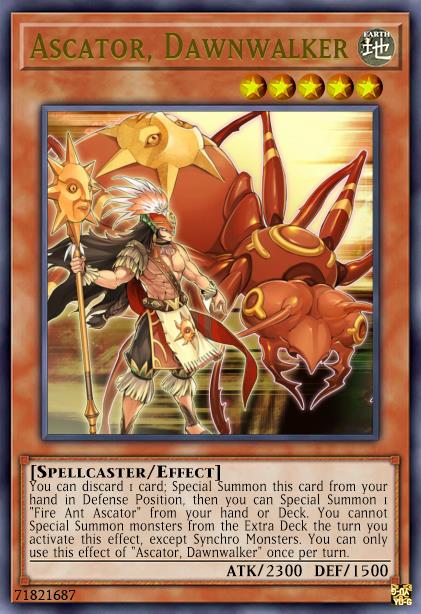 Ascator, Dawnwalker
EARTH
地
[Spellcaster/Effect]
You can discard 1 card; Special Summon this card from your
hand in Defense Position, then you can Special Summon 1
"Fire Ant Ascator" from your hand or Deck. You cannot
Special Summon monsters from the Extra Deck the turn you
activate this effect, except Synchro Monsters. You can only
use this effect of "Ascator, Dawnwalker" once per turn.
ATK/2300 DEF/1500
71821687